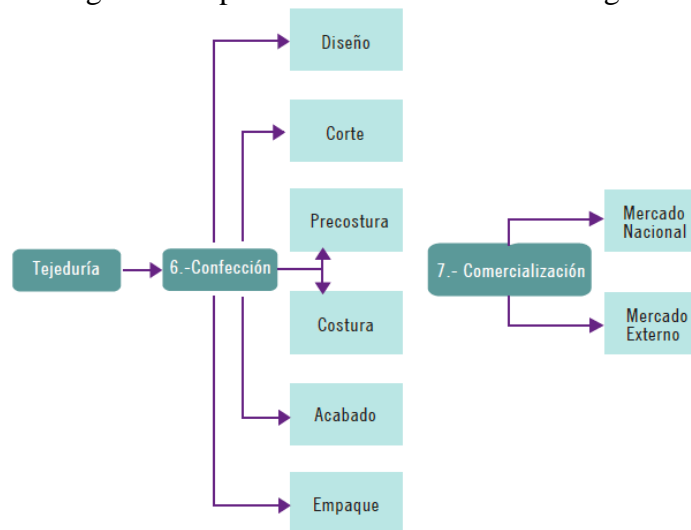 Diseño
Corte
Precostura
Tejeduría
6.-Confección
Costura
Acabado
Empaque
7.- Comercialización
Mercado
Nacional
Mercado
Externo